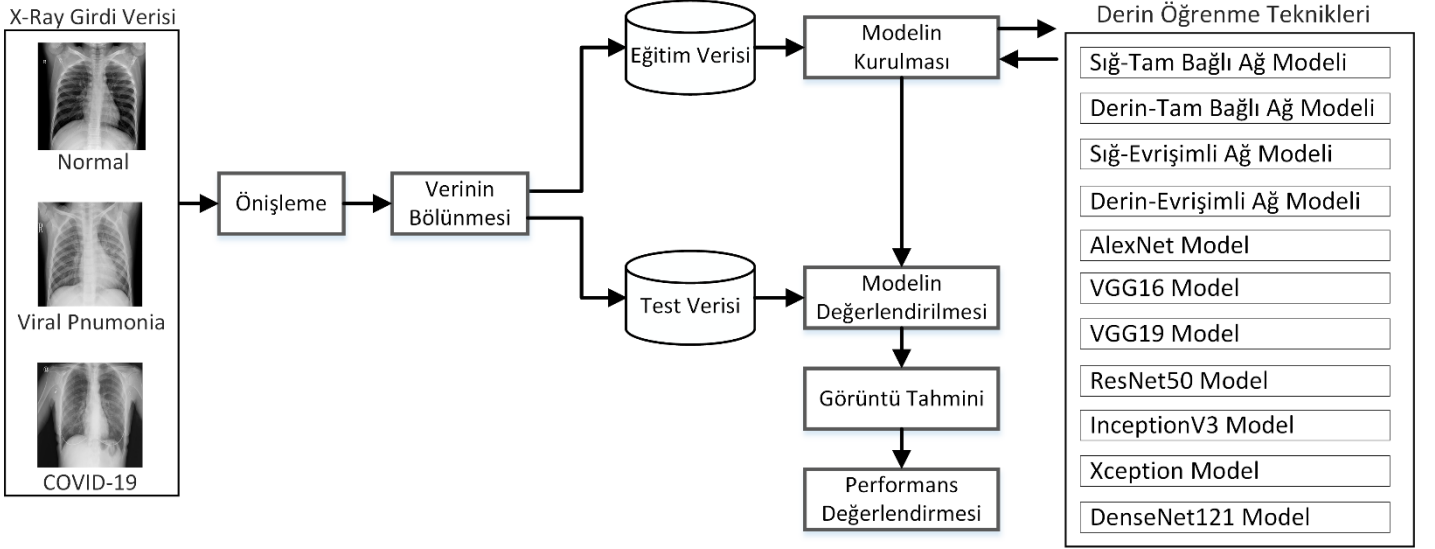 X-Ray Girdi Verisi
Normal
Viral Pnumonia
COVID-19
Önişleme
Verinin
Bölünmesi
Eğitim Verisi
Test Verisi
Modelin
Kurulması
Modelin
Değerlendirilmesi
Görüntü Tahmini
Performans
Değerlendirmesi
Derin Öğrenme Teknikleri
Sığ-Tam Bağlı Ağ Modeli
Derin-Tam Bağlı Ağ Modeli
Sığ-Evrişimli Ağ Modeli
Derin-Evrişimli Ağ Modeli
AlexNet Model
VGG16 Model
VGG19 Model
ResNet50 Model
InceptionV3 Model
Xception Model
DenseNet121 Model